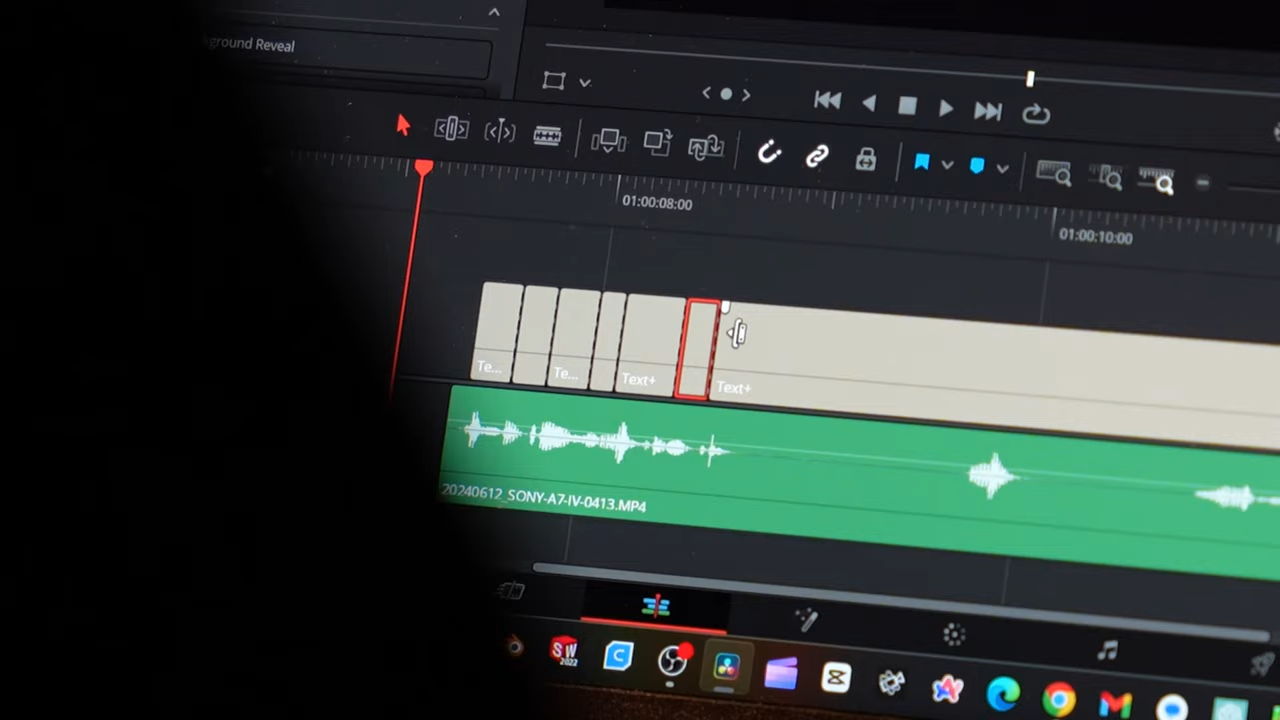 ground Reveal
01:00:08:00
01:00:10:00
Te...
Te...
Text+
Text+
20240612_SONY-A7-IV-0413.MP4
SW
2022